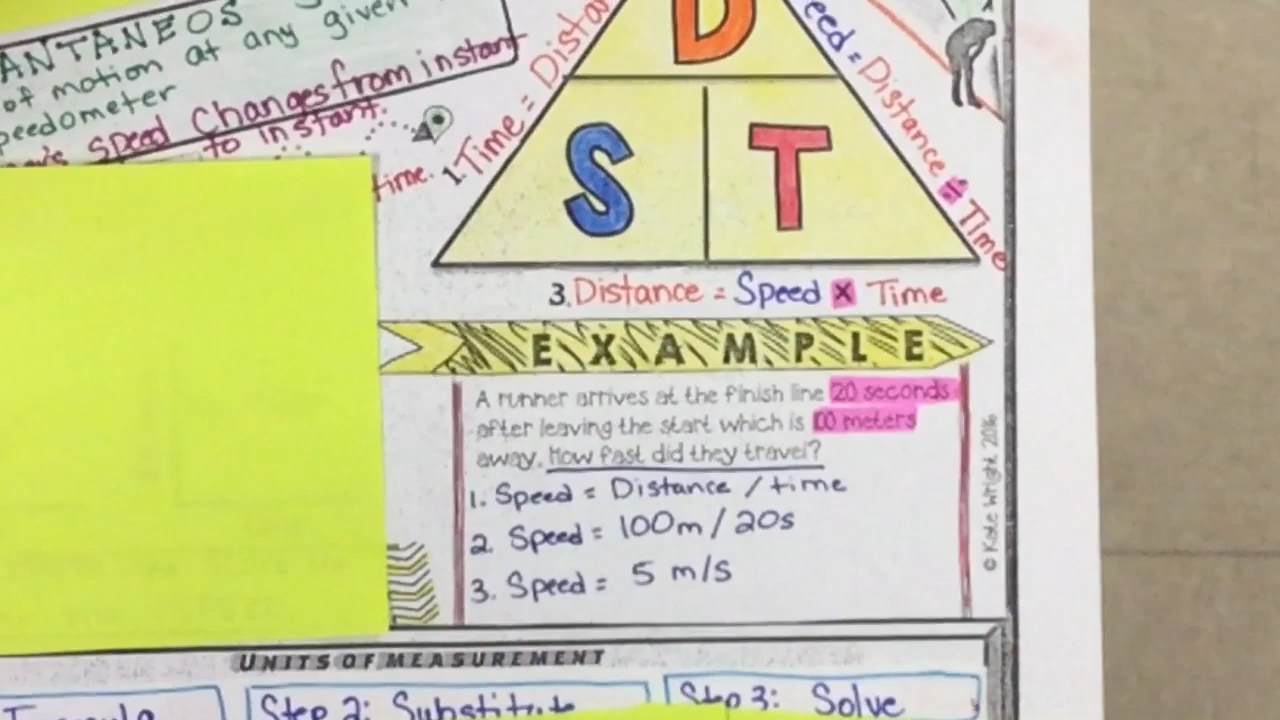 ANTANEOS
of motion at any given
peedometer
speed Changes from instant
to instant.
time.
1. Time = Dista
eed = Distance ÷ Time
D
S T
3. Distance = Speed x Time
EXAMPLE
A runner arrives at the finish line 20 seconds
after leaving the start which is 100 meters
away. How fast did they travel?
1. Speed = Distance / time
2. Speed = 100m / 20s
3. Speed = 5 m/s
© Kate Wright 2016
UNITS OF MEASUREMENT
Step 2: Substitute
Step 3: Solve